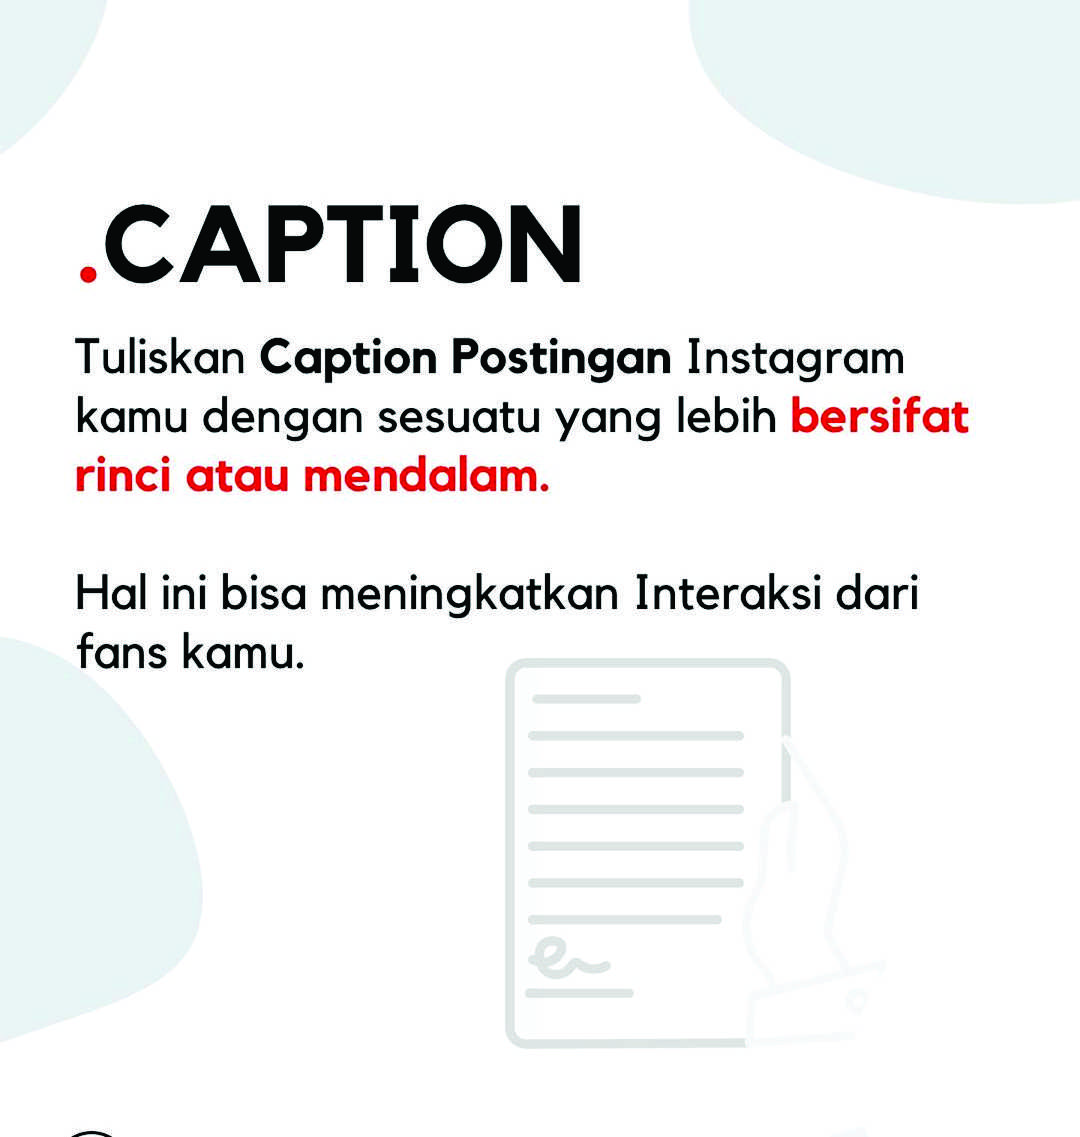 .CAPTION
Tuliskan Caption Postingan Instagram
kamu dengan sesuatu yang lebih bersifat
rinci atau mendalam.
Hal ini bisa meningkatkan Interaksi dari
fans kamu.